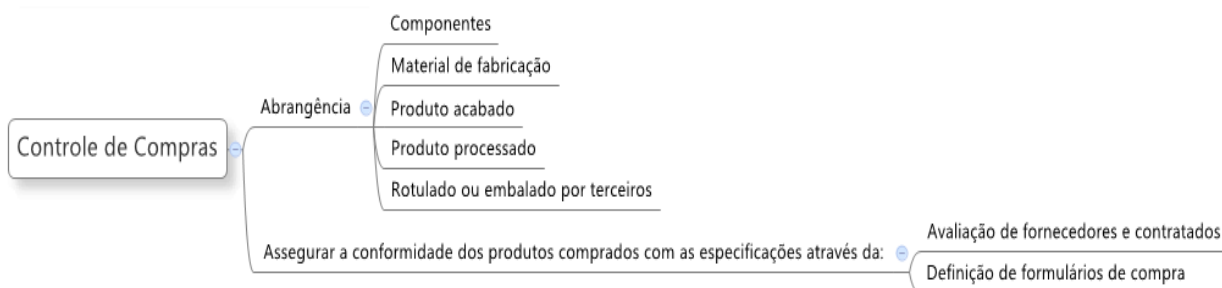 Controle de Compras
Abrangência
Componentes
Material de fabricação
Produto acabado
Produto processado
Rotulado ou embalado por terceiros
Assegurar a conformidade dos produtos comprados com as especificações através da:
Avaliação de fornecedores e contratados
Definição de formulários de compra